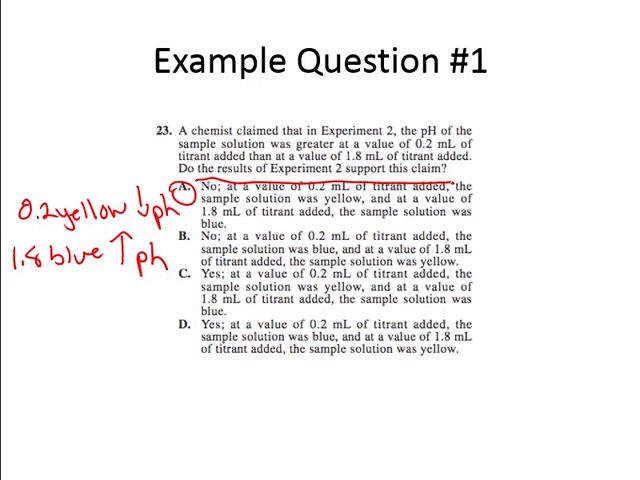 Example Question #1
23. A chemist claimed that in Experiment 2, the pH of the
sample solution was greater at a value of 0.2 mL of
titrant added than at a value of 1.8 mL of titrant added.
Do the results of Experiment 2 support this claim?
A. No; at a value of 0.2 mL of titrant added, the
sample solution was yellow, and at a value of
1.8 mL of titrant added, the sample solution was
blue.
B. No; at a value of 0.2 mL of titrant added, the
sample solution was blue, and at a value of 1.8 mL
of titrant added, the sample solution was yellow.
C. Yes; at a value of 0.2 mL of titrant added, the
sample solution was yellow, and at a value of
1.8 mL of titrant added, the sample solution was
blue.
D. Yes; at a value of 0.2 mL of titrant added, the
sample solution was blue, and at a value of 1.8 mL
of titrant added, the sample solution was yellow.
0.2 yellow ↓ ph
1.8 blue ↑ ph